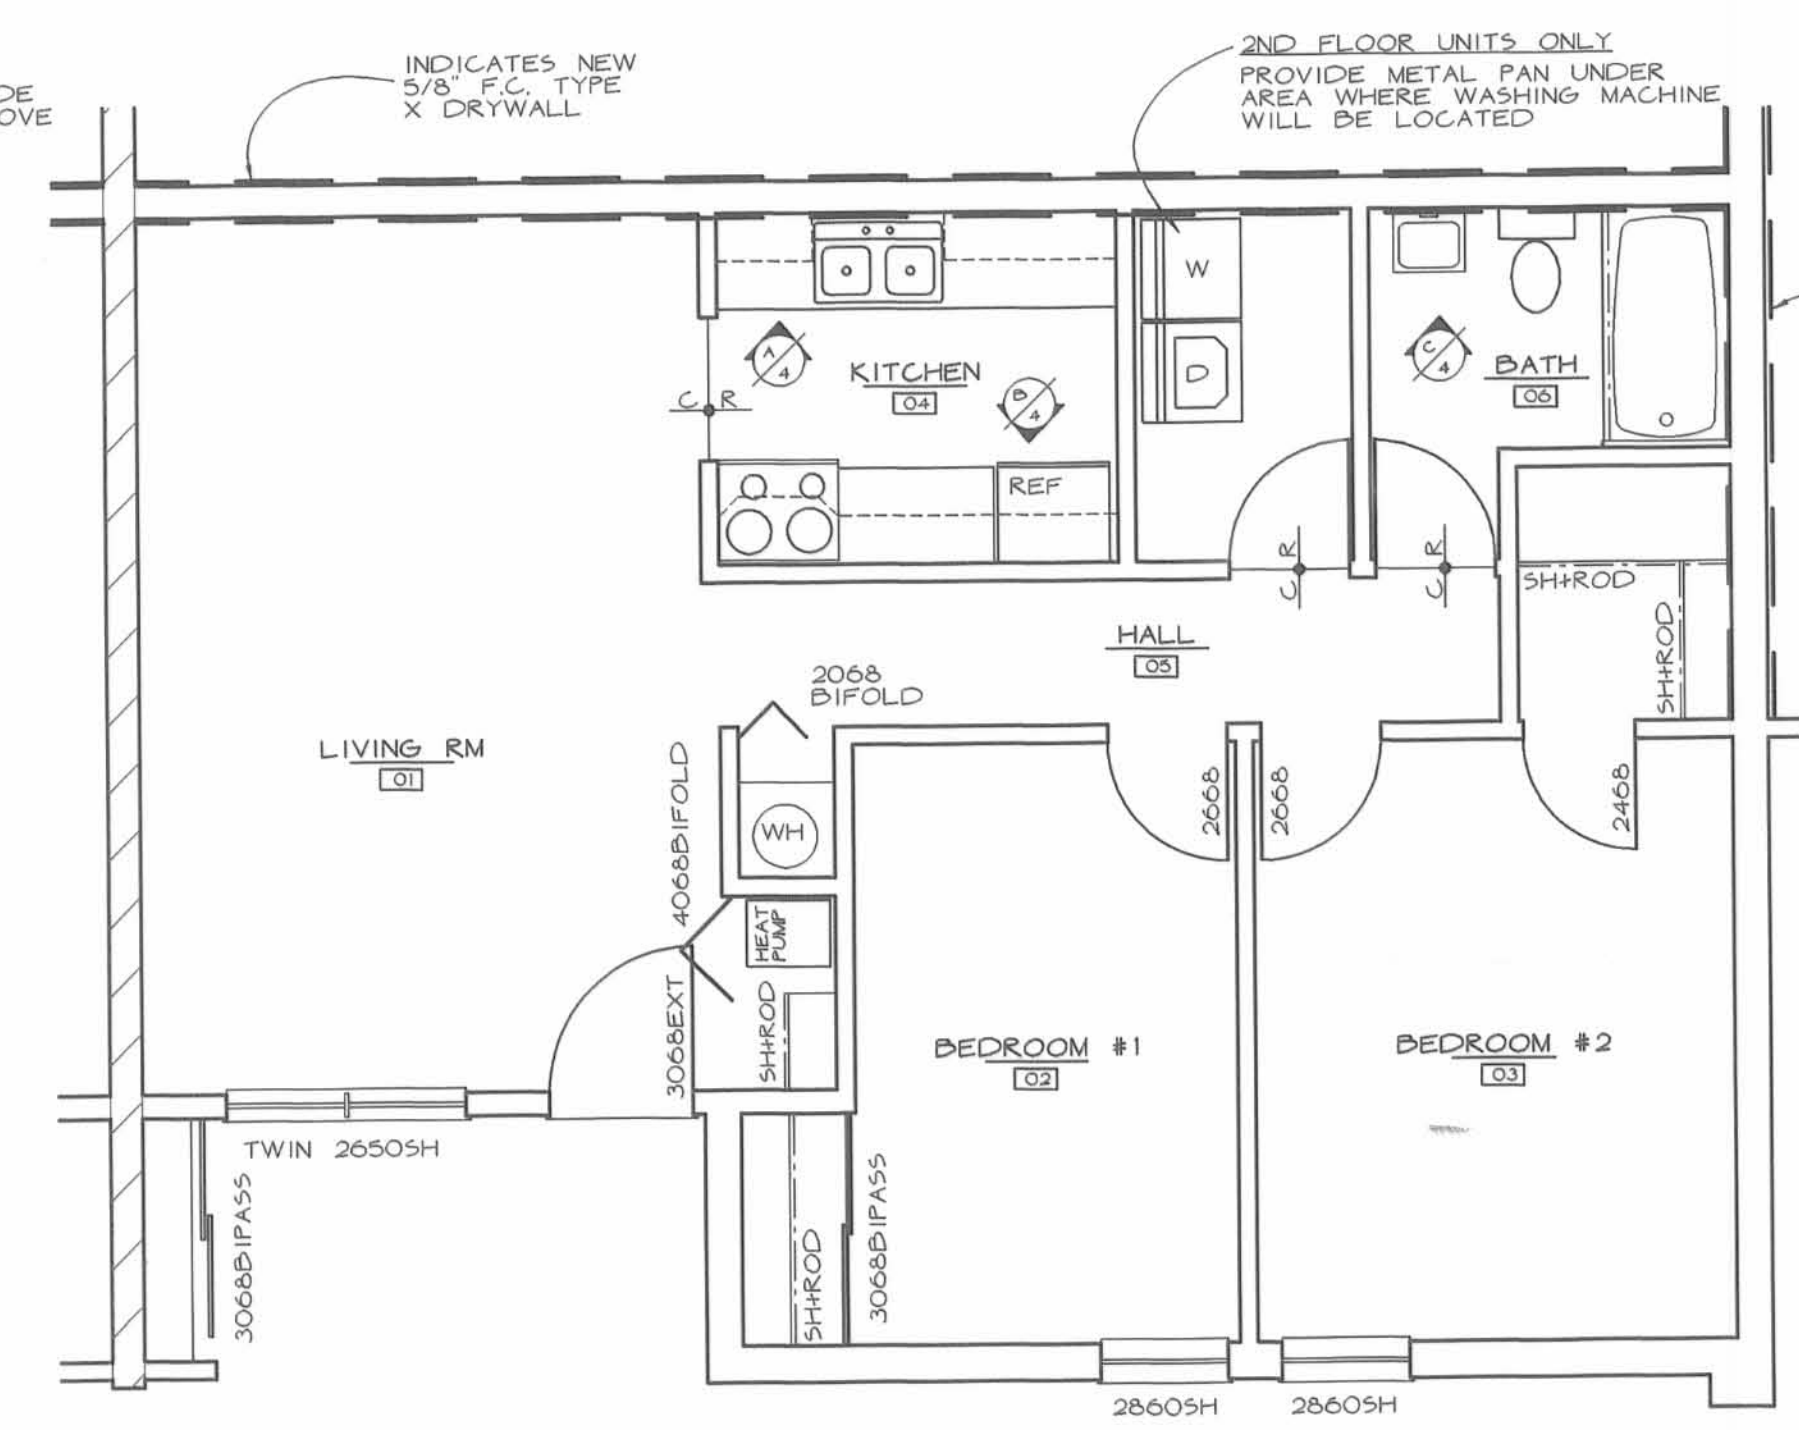 INDICATES NEW
5/8" F.C. TYPE
X DRYWALL
2ND FLOOR UNITS ONLY
PROVIDE METAL PAN UNDER
AREA WHERE WASHING MACHINE
WILL BE LOCATED
DE
OVE
W
D
A
4
KITCHEN
04
B
4
C
4
BATH
06
C R
REF
C R
C R
SH+ROD
SH+ROD
HALL
05
2068
BIFOLD
LIVING RM
01
4068BIFOLD
WH
2668
2668
2468
HEAT
PUMP
3068EXT
SH+ROD
BEDROOM #1
02
BEDROOM #2
03
TWIN 2650SH
3068BIPASS
SH+ROD
3068BIPASS
2860SH
2860SH